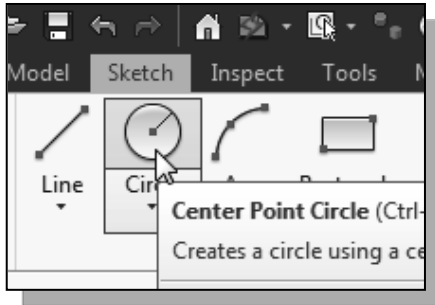 Model Sketch Inspect Tools
Line
Center Point Circle (Ctrl-
Creates a circle using a ce